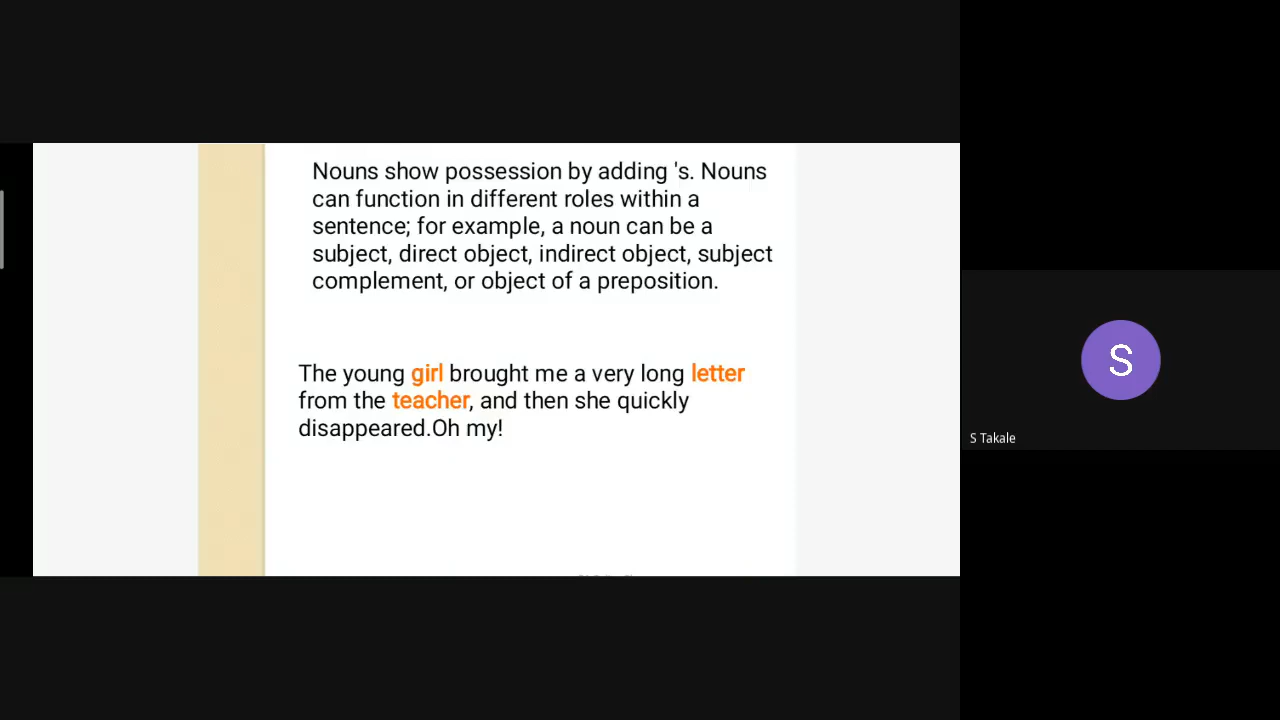 Nouns show possession by adding 's. Nouns
can function in different roles within a
sentence; for example, a noun can be a
subject, direct object, indirect object, subject
complement, or object of a preposition.
The young girl brought me a very long letter
from the teacher, and then she quickly
disappeared.Oh my!
S
S Takale